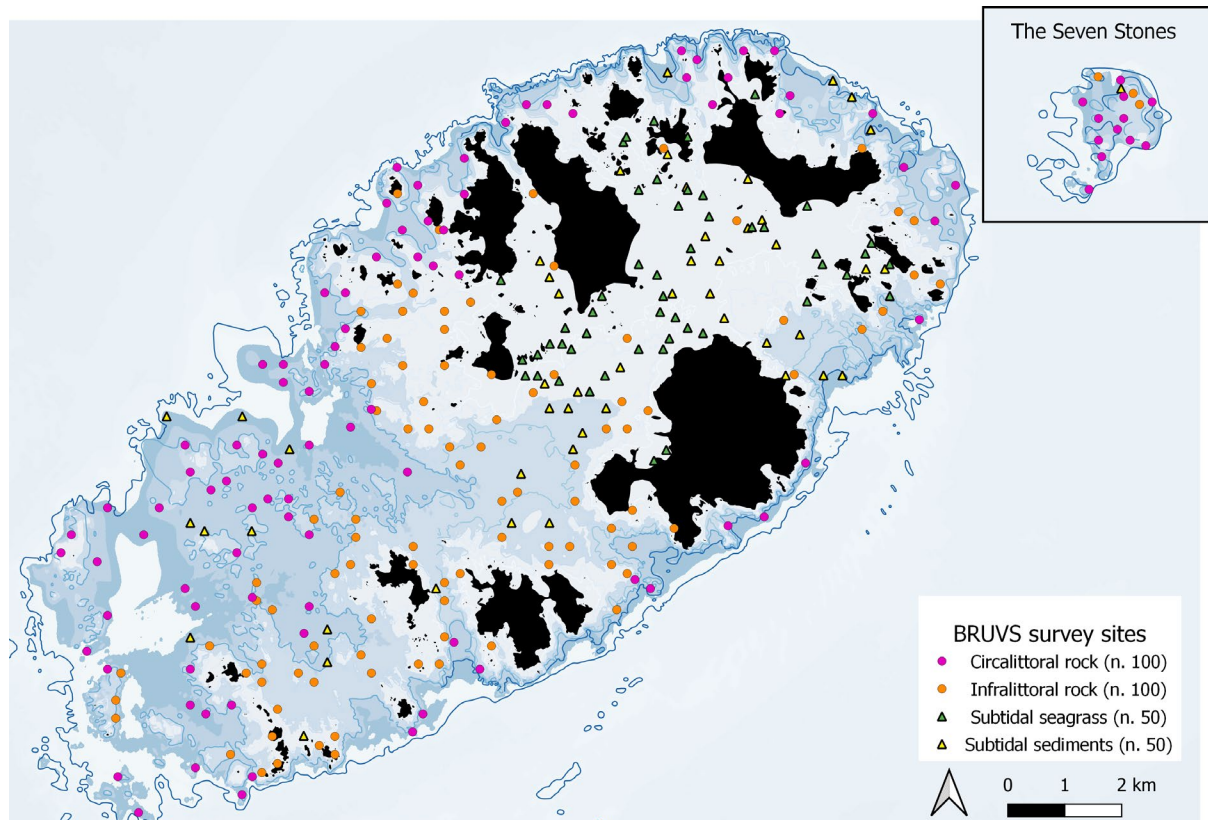 The Seven Stones
BRUVS survey sites
Circalittoral rock (n. 100)
Infralittoral rock (n. 100)
Subtidal seagrass (n. 50)
Subtidal sediments (n. 50)
0 1 2 km